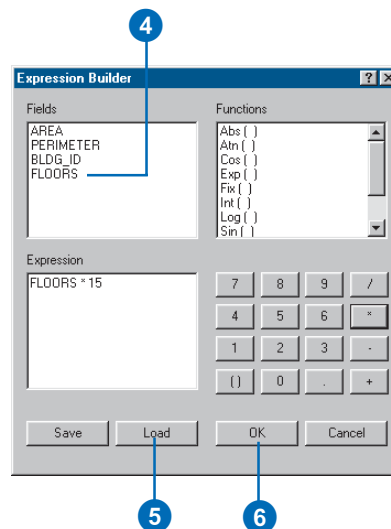 4
Expression Builder ? ×
Fields
AREA
PERIMETER
BLDG_ID
FLOORS
Functions
Abs ( )
Atn ( )
Cos ( )
Exp ( )
Fix ( )
Int ( )
Log ( )
Sin ( )
Expression
FLOORS * 15
7 8 9 /
4 5 6 *
1 2 3 -
( ) 0 . +
Save Load OK Cancel
5 6